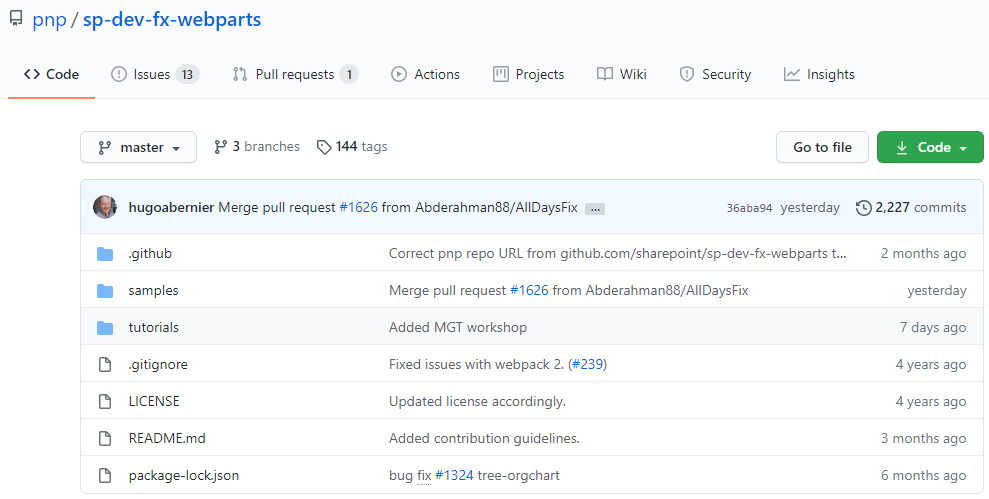 pnp / sp-dev-fx-webparts
Code Issues 13 Pull requests 1 Actions Projects Wiki Security Insights
master 3 branches 144 tags Go to file Code
hugoabernier Merge pull request #1626 from Abderahman88/AllDaysFix ... 36aba94 yesterday 2,227 commits
.github Correct pnp repo URL from github.com/sharepoint/sp-dev-fx-webparts t... 2 months ago
samples Merge pull request #1626 from Abderahman88/AllDaysFix yesterday
tutorials Added MGT workshop 7 days ago
.gitignore Fixed issues with webpack 2. (#239) 4 years ago
LICENSE Updated license accordingly. 4 years ago
README.md Added contribution guidelines. 3 months ago
package-lock.json bug fix #1324 tree-orgchart 6 months ago